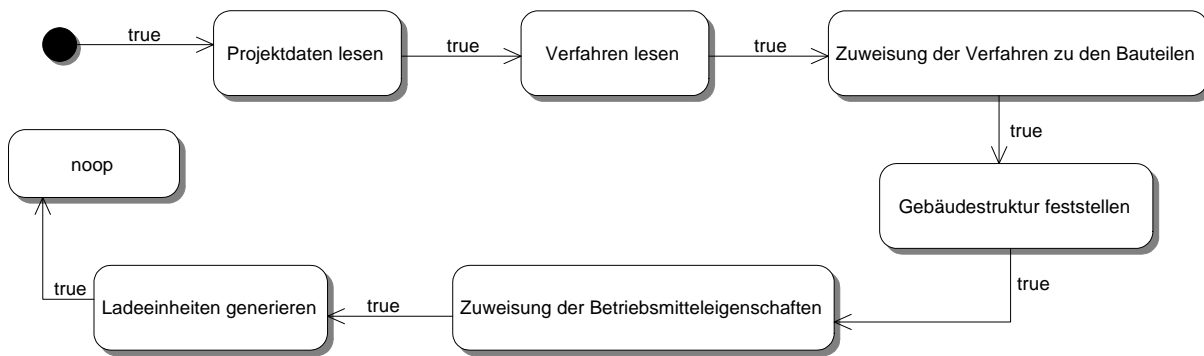 true
Projektdaten lesen
true
Verfahren lesen
true
Zuweisung der Verfahren zu den Bauteilen
true
Gebäudestruktur feststellen
true
Zuweisung der Betriebsmitteleigenschaften
true
Ladeeinheiten generieren
true
noop